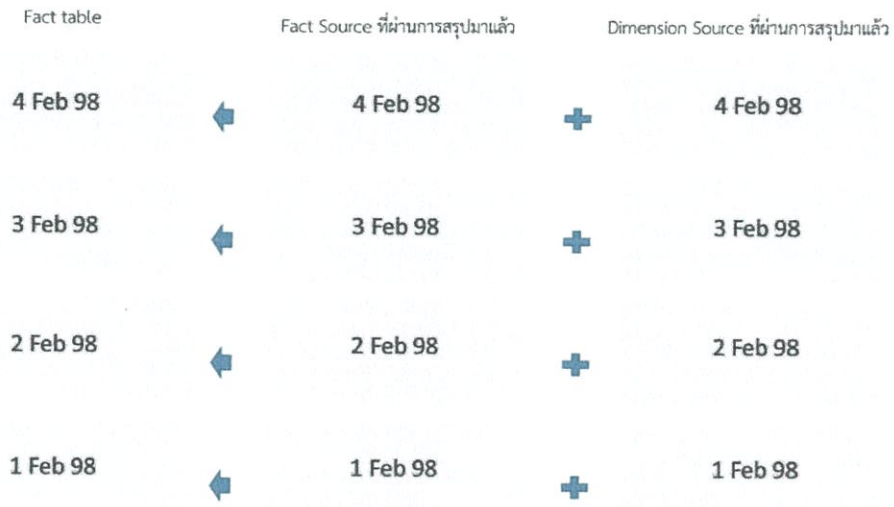 Fact table
Fact Source ที่ผ่านการสรุปมาแล้ว
Dimension Source ที่ผ่านการสรุปมาแล้ว
4 Feb 98 4 Feb 98 4 Feb 98
3 Feb 98 3 Feb 98 3 Feb 98
2 Feb 98 2 Feb 98 2 Feb 98
1 Feb 98 1 Feb 98 1 Feb 98